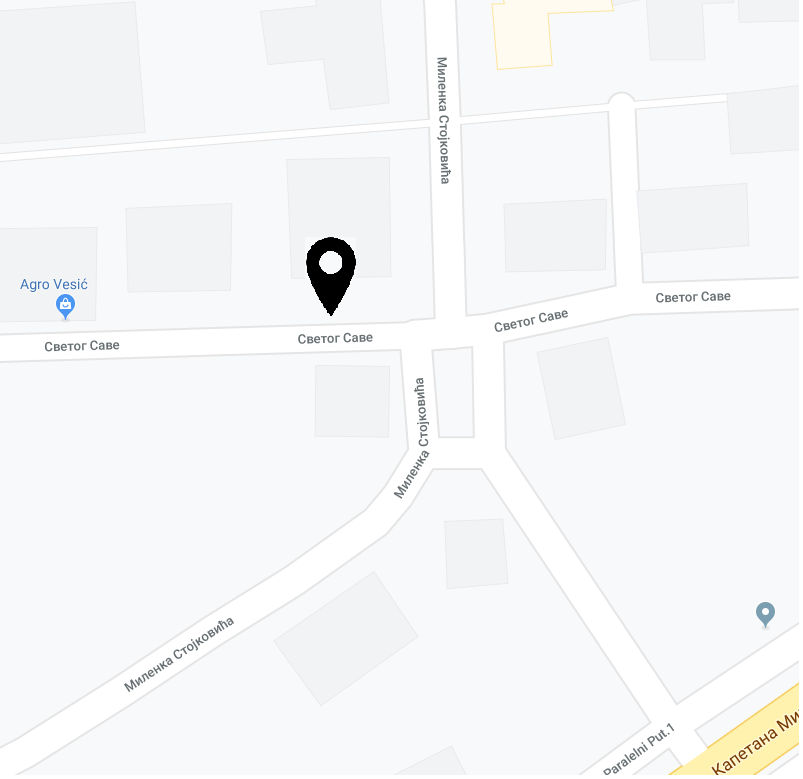 Миленка Стојковића
Agro Vesić
Светог Саве
Светог Саве
Светог Саве
Светог Саве
Миленка Стојковића
Миленка Стојковића
Paralelni Put.1
Капетана